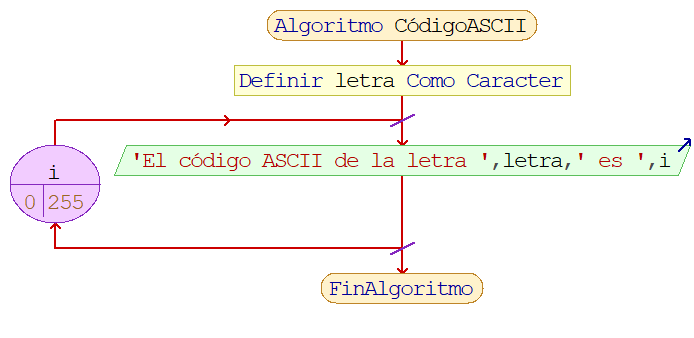 Algoritmo CódigoASCII
Definir letra Como Caracter
'El código ASCII de la letra ',letra,' es ',i
i
0 255
FinAlgoritmo